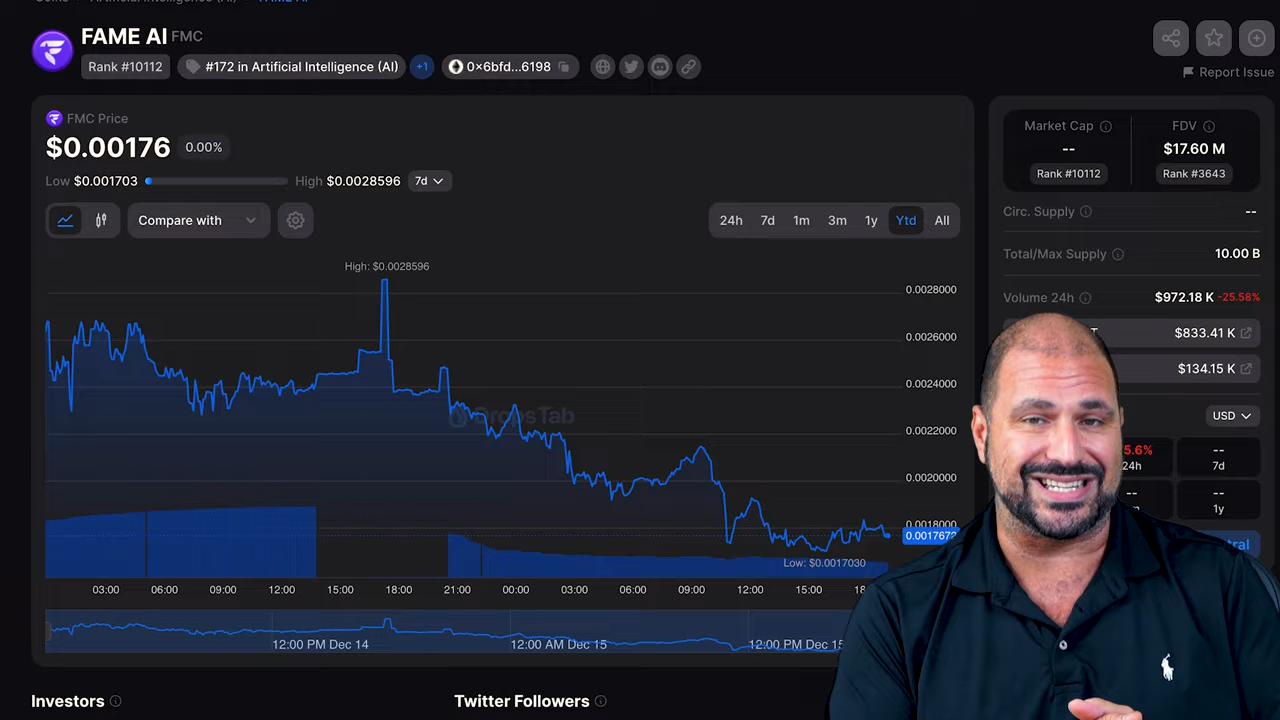 FAME AI FMC
Rank #10112
#172 in Artificial Intelligence (AI)
+1
0x6bfd...6198
Report Issue
FMC Price
$0.00176 0.00%
Low $0.001703
High $0.0028596
7d
Compare with
24h 7d 1m 3m 1y Ytd All
High: $0.0028596
0.0028000
0.0026000
0.0024000
0.0022000
0.0020000
0.0018000
0.001767
DropsTab
Low: $0.0017030
03:00 06:00 09:00 12:00 15:00 18:00 21:00 00:00 03:00 06:00 09:00 12:00 15:00 18
12:00 PM Dec 14
12:00 AM Dec 15
12:00 PM Dec 15
Investors
Twitter Followers
Market Cap
FDV
--
$17.60 M
Rank #10112
Rank #3643
Circ. Supply --
Total/Max Supply 10.00 B
Volume 24h $972.18 K -25.58%
T $833.41 K
$134.15 K
USD
5.6%
24h
--
7d
--
--
1y